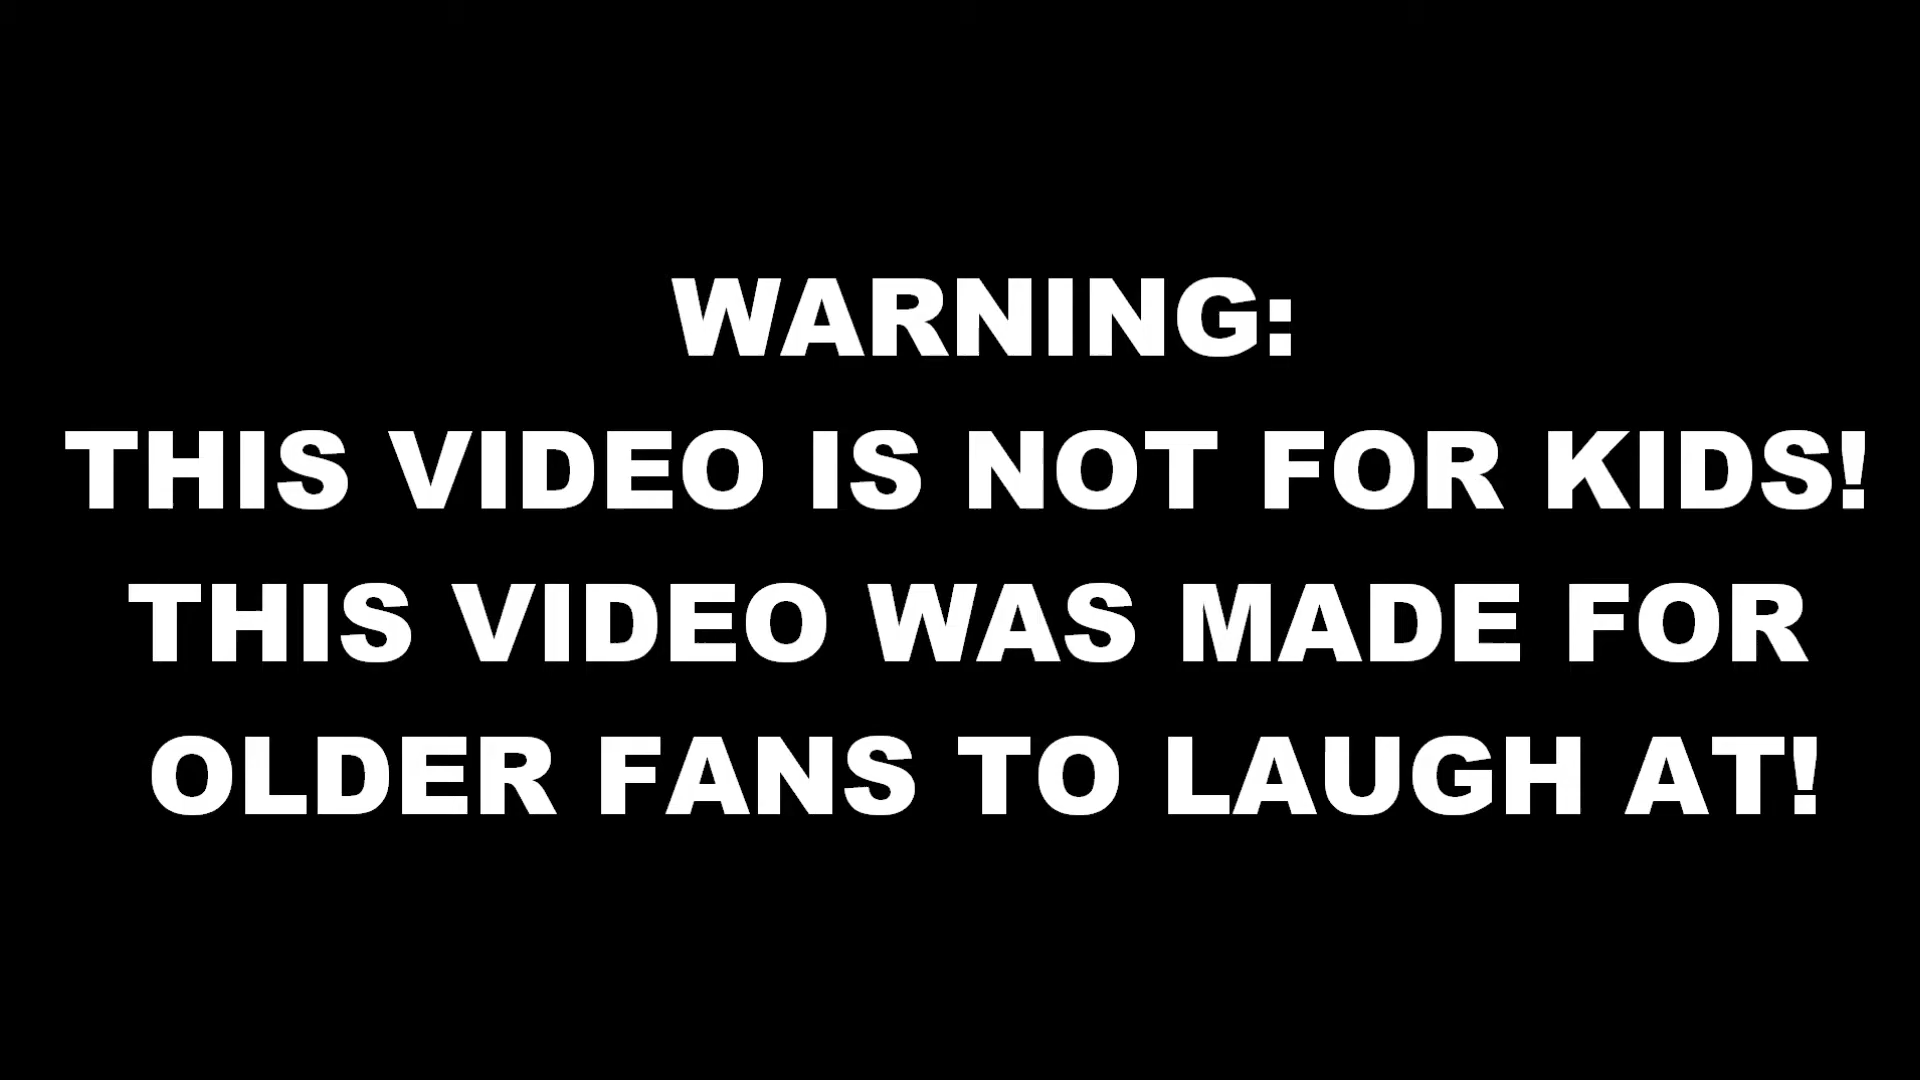 WARNING:
THIS VIDEO IS NOT FOR KIDS!
THIS VIDEO WAS MADE FOR
OLDER FANS TO LAUGH AT!